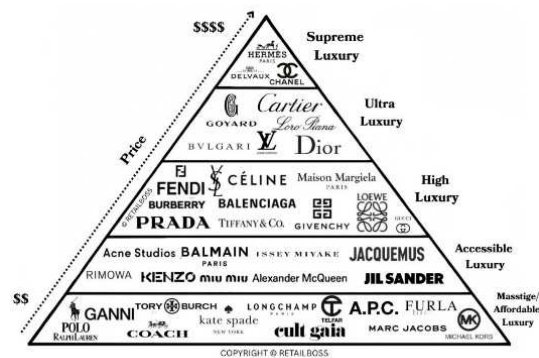 $$$$
Supreme
Luxury
HERMES
PARIS
DELVAUX
CHANEL
Ultra
Luxury
Cartier
GOYARD
Loro Piana
BVLGARI
LV
Dior
Price
High
Luxury
FENDI
YSL
CÉLINE
Maison Margiela
PARIS
LOEWE
BURBERRY
BALENCIAGA
GIVENCHY
GUCCI
PRADA
TIFFANY & CO.
© RETAILBOSS
Accessible
Luxury
Acne Studios
BALMAIN
PARIS
ISSEY MIYAKE
JACQUEMUS
RIMOWA
KENZO
miu miu
Alexander McQueen
JIL SANDER
$$
Masstige/
Affordable
Luxury
POLO
RALPH LAUREN
GANNI
TORY BURCH
LONGCHAMP
PARIS
TELFAR
A.P.C.
FURLA
COACH
kate spade
NEW YORK
cult gaia
MARC JACOBS
MK
MICHAEL KORS
COPYRIGHT © RETAILBOSS